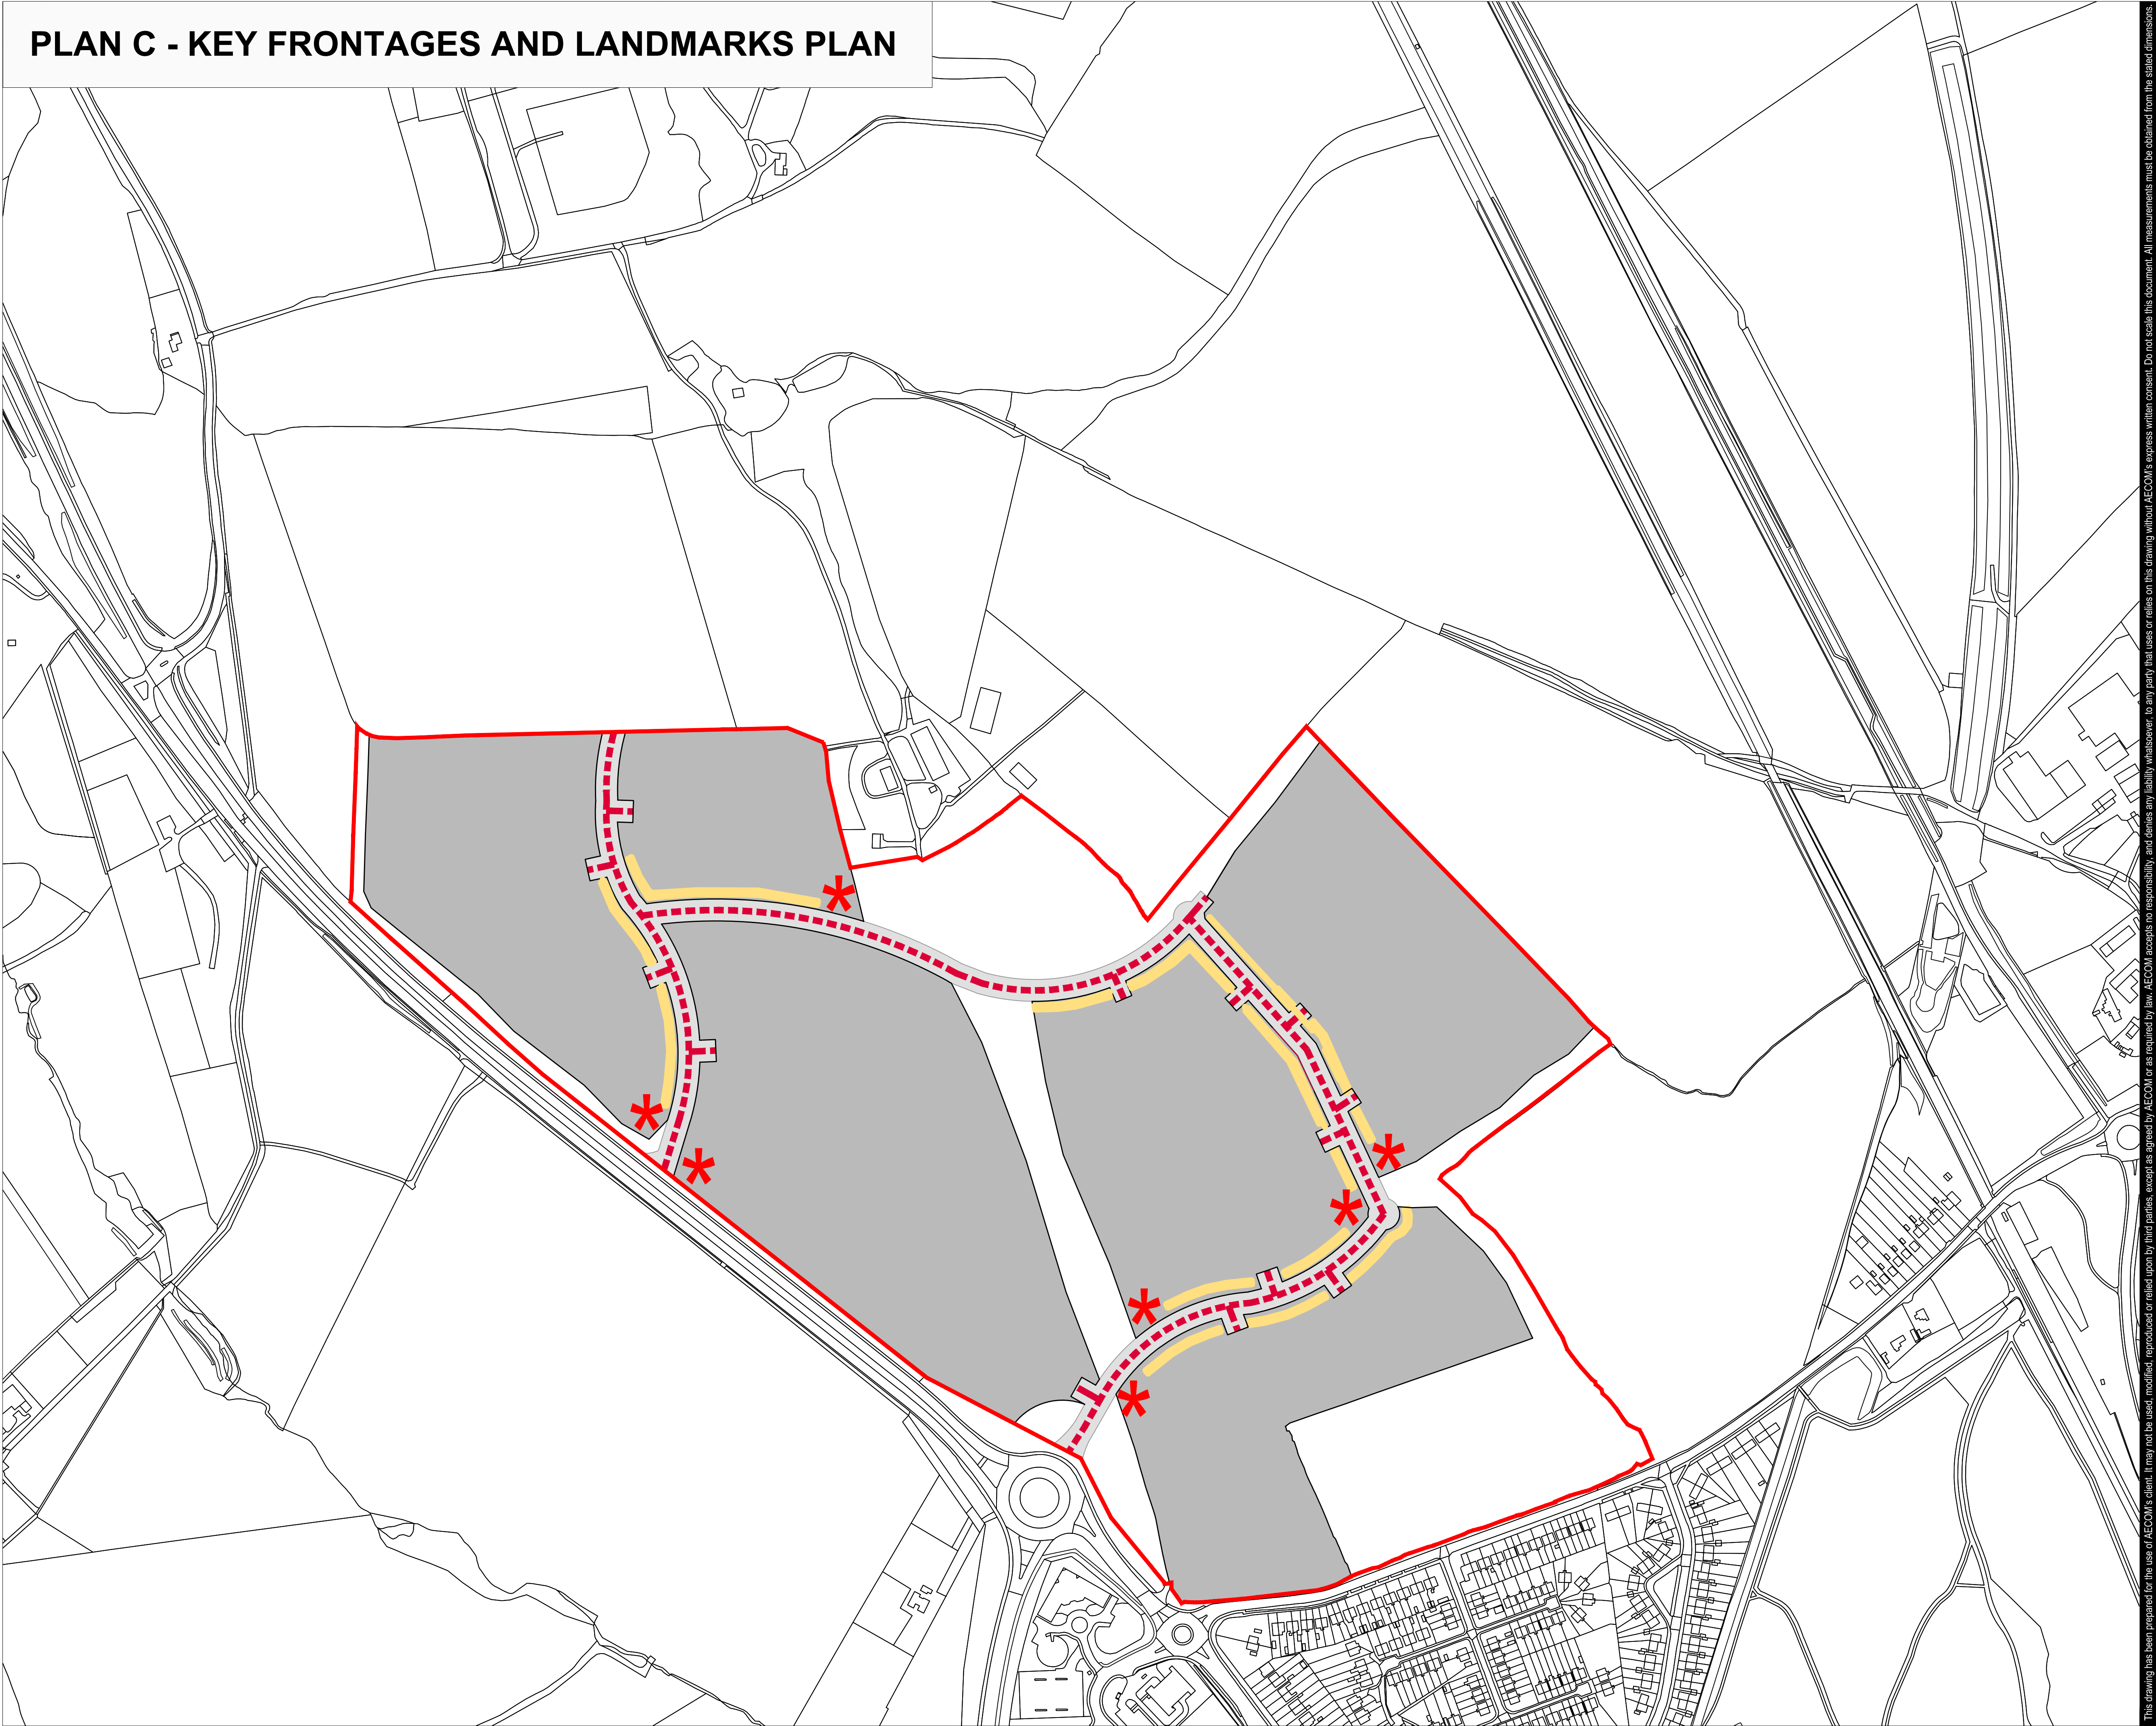 PLAN C - KEY FRONTAGES AND LANDMARKS PLAN
This drawing has been prepared for the use of AECOM's client. It may not be used, modified, reproduced or relied upon by third parties, except as agreed by AECOM or as required by law. AECOM accepts no responsibility, and denies any liability whatsoever, to any party that uses or relies on this drawing without AECOM's express written consent. Do not scale this document. All measurements must be obtained from the stated dimensions.